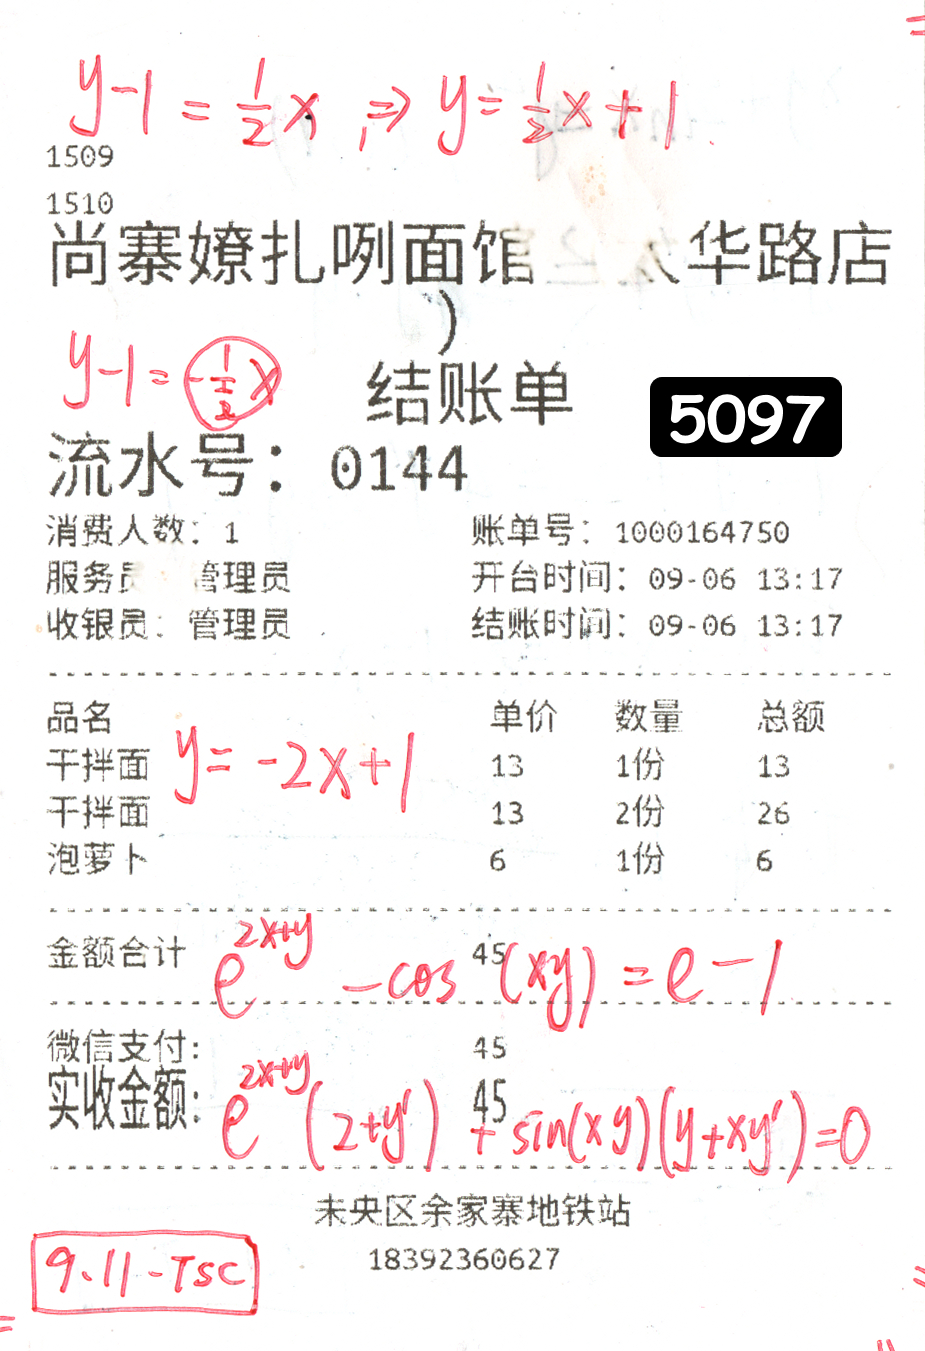 y-1 = 1/2 x, ⇒ y = 1/2 x + 1
1509
1510
尚寨嫽扎咧面馆 华路店
)
y-1 = -1/2 x
结账单
5097
流水号: 0144
消费人数: 1 账单号: 1000164750
服务员 管理员 开台时间: 09-06 13:17
收银员: 管理员 结账时间: 09-06 13:17
品名 单价 数量 总额
干拌面 13 1份 13
y = -2x+1
干拌面 13 2份 26
泡萝卜 6 1份 6
金额合计 45
e^{2x+y} - cos(xy) = e-1
微信支付: 45
实收金额: 45
e^{2x+y}(2+y') + sin(xy)(y+xy') = 0
未央区余家寨地铁站
18392360627
9.11-TSC